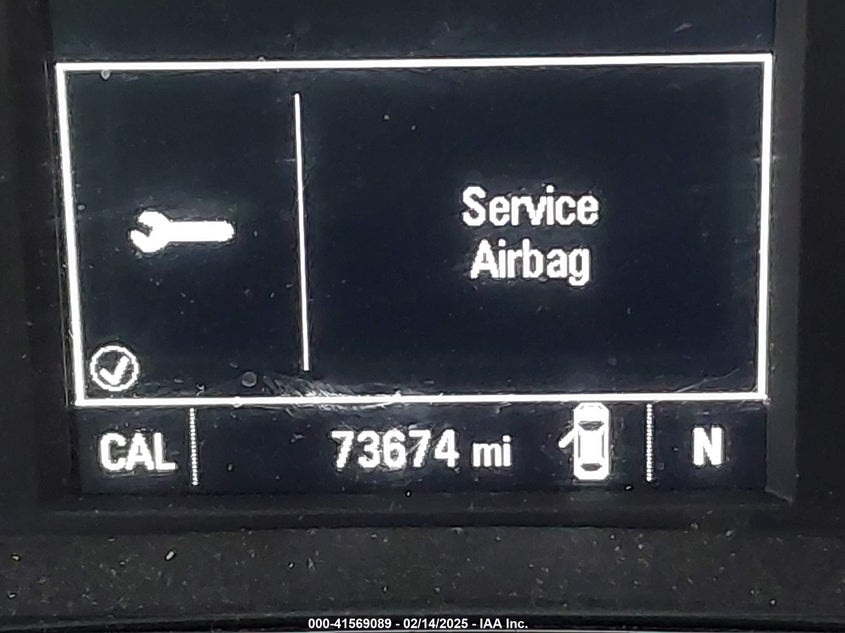 Service
Airbag
CAL
73674 mi
N
000-41569089 - 02/14/2025 - IAA Inc.